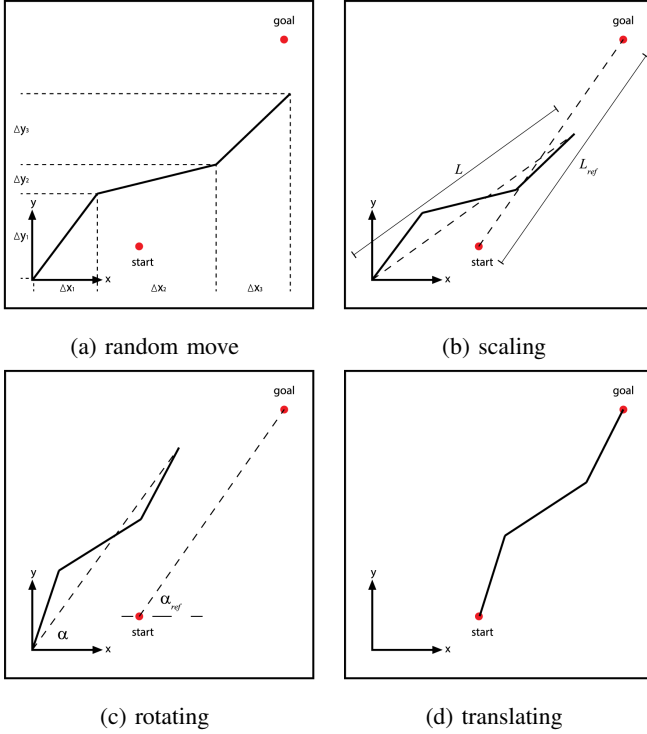 goal
Δy₃
Δy₂
y
Δy₁
start
x
Δx₁
Δx₂
Δx₃
(a) random move
goal
L
L_ref
y
start
x
(b) scaling
goal
y
α_ref
α
start
x
(c) rotating
goal
y
start
x
(d) translating